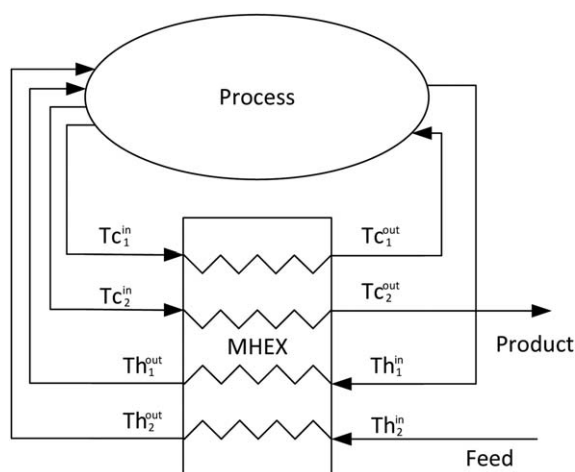 Process
Tc₁ⁱⁿ
Tc₁ᵒᵘᵗ
Tc₂ⁱⁿ
Tc₂ᵒᵘᵗ
Product
MHEX
Th₁ᵒᵘᵗ
Th₁ⁱⁿ
Th₂ᵒᵘᵗ
Th₂ⁱⁿ
Feed